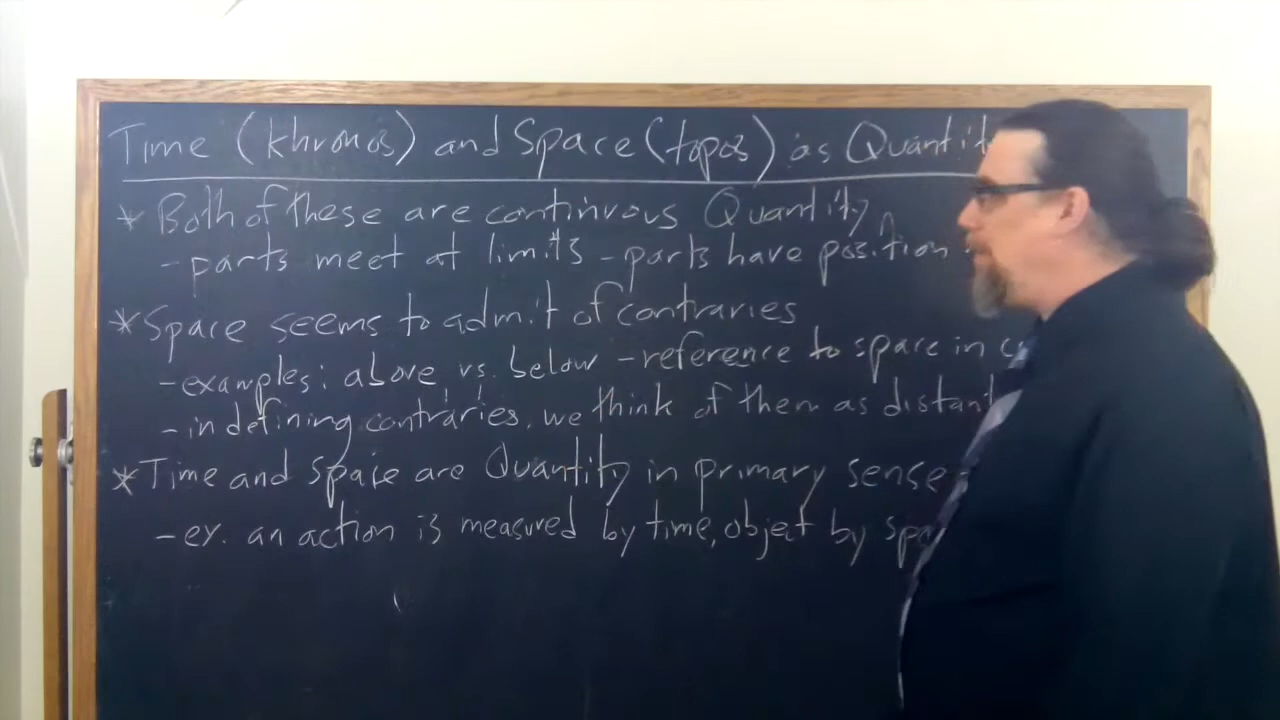 Time (khronos) and Space (topos) as Quantit
* Both of these are continuous Quantity
- parts meet at limits - parts have position
* Space seems to admit of contraries
- examples: above vs. below - reference to space in c
- in defining contraries, we think of them as distant
* Time and Space are Quantity in primary sense
- ex. an action is measured by time, object by spa